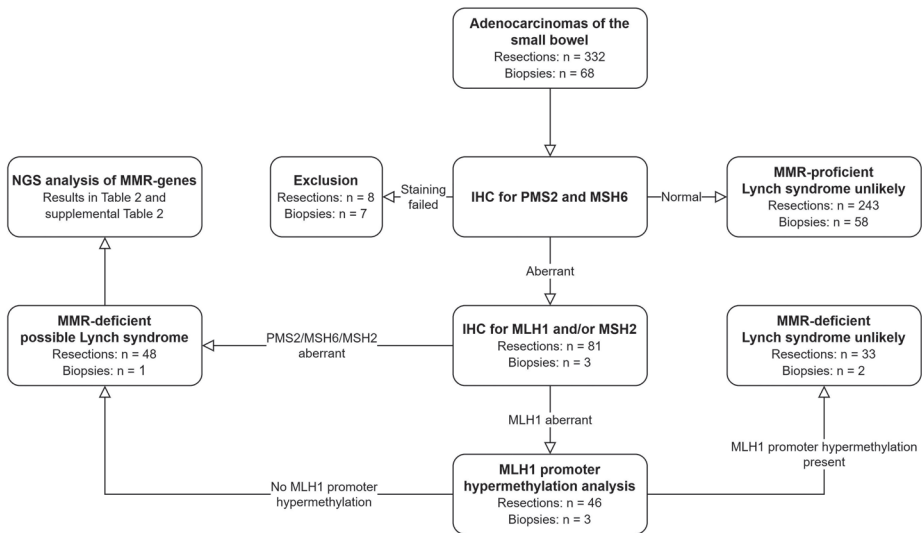 Adenocarcinomas of the
small bowel
Resections: n = 332
Biopsies: n = 68
NGS analysis of MMR-genes
Results in Table 2 and
supplemental Table 2
Exclusion
Resections: n = 8
Biopsies: n = 7
Staining
failed
IHC for PMS2 and MSH6
Normal
MMR-proficient
Lynch syndrome unlikely
Resections: n = 243
Biopsies: n = 58
Aberrant
MMR-deficient
possible Lynch syndrome
Resections: n = 48
Biopsies: n = 1
PMS2/MSH6/MSH2
aberrant
IHC for MLH1 and/or MSH2
Resections: n = 81
Biopsies: n = 3
MMR-deficient
Lynch syndrome unlikely
Resections: n = 33
Biopsies: n = 2
MLH1 aberrant
MLH1 promoter hypermethylation
present
No MLH1 promoter
hypermethylation
MLH1 promoter
hypermethylation analysis
Resections: n = 46
Biopsies: n = 3